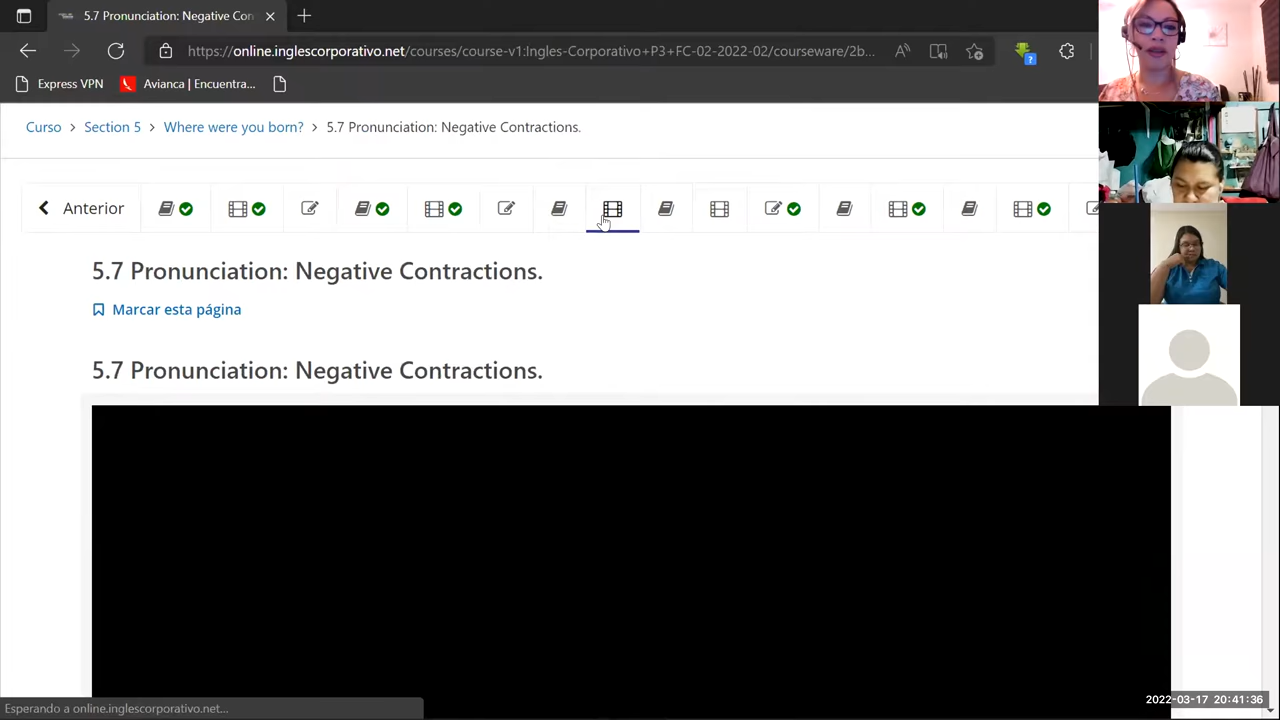 5.7 Pronunciation: Negative Con
https://online.inglescorporativo.net/courses/course-v1:Ingles-Corporativo+P3+FC-02-2022-02/courseware/2b...
Express VPN
Avianca | Encuentra...
Curso > Section 5 > Where were you born? > 5.7 Pronunciation: Negative Contractions.
Anterior
5.7 Pronunciation: Negative Contractions.
Marcar esta página
5.7 Pronunciation: Negative Contractions.
Esperando a online.inglescorporativo.net...
2022-03-17 20:41:36